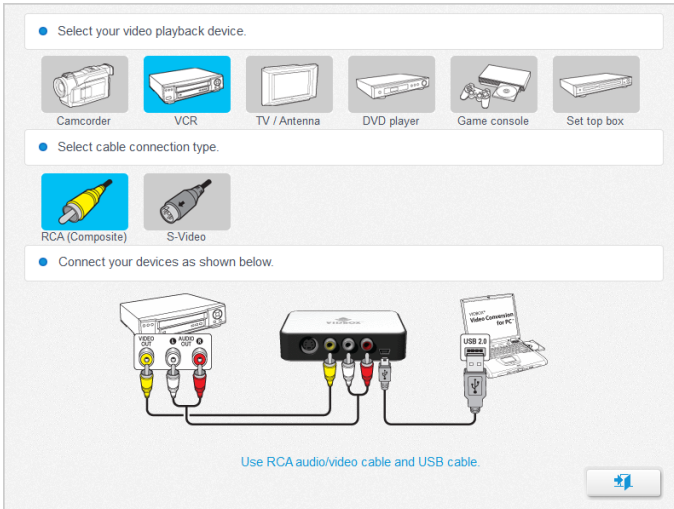 Select your video playback device.
Camcorder
VCR
TV / Antenna
DVD player
Game console
Set top box
Select cable connection type.
RCA (Composite)
S-Video
Connect your devices as shown below.
VIDEO OUT
L AUDIO OUT R
VIDBOX
VIDBOX
Video Conversion
for PC
USB 2.0
Use RCA audio/video cable and USB cable.